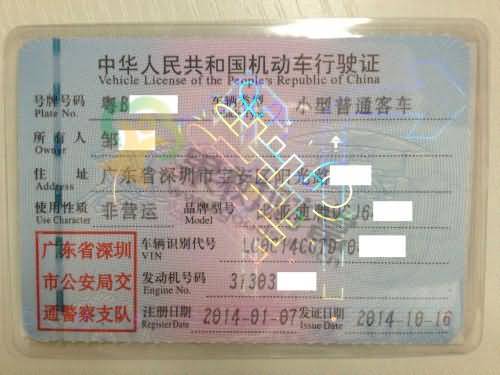 中华人民共和国机动车行驶证
Vehicle License of the People's Republic of China
号牌号码 粤B 车辆类型 小型普通客车
Plate No.
所有人 邹
Owner
住址 广东省深圳市宝安区阳光路
Address
使用性质 非营运 品牌型号
Use Character Model
广东省深圳
市公安局交
通警察支队
车辆识别代号
VIN
发动机号码 31303
Engine No.
注册日期 2014-01-07 发证日期 2014-10-16
Register Date Issue Date